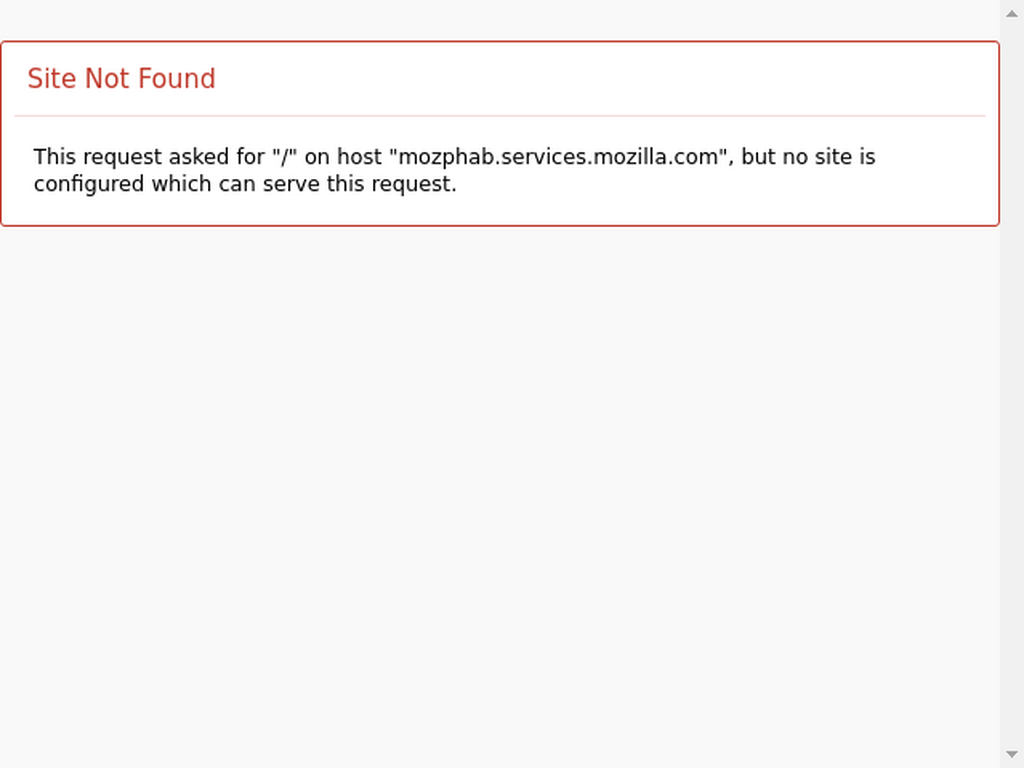 Site Not Found
This request asked for "/" on host "mozphab.services.mozilla.com", but no site is
configured which can serve this request.